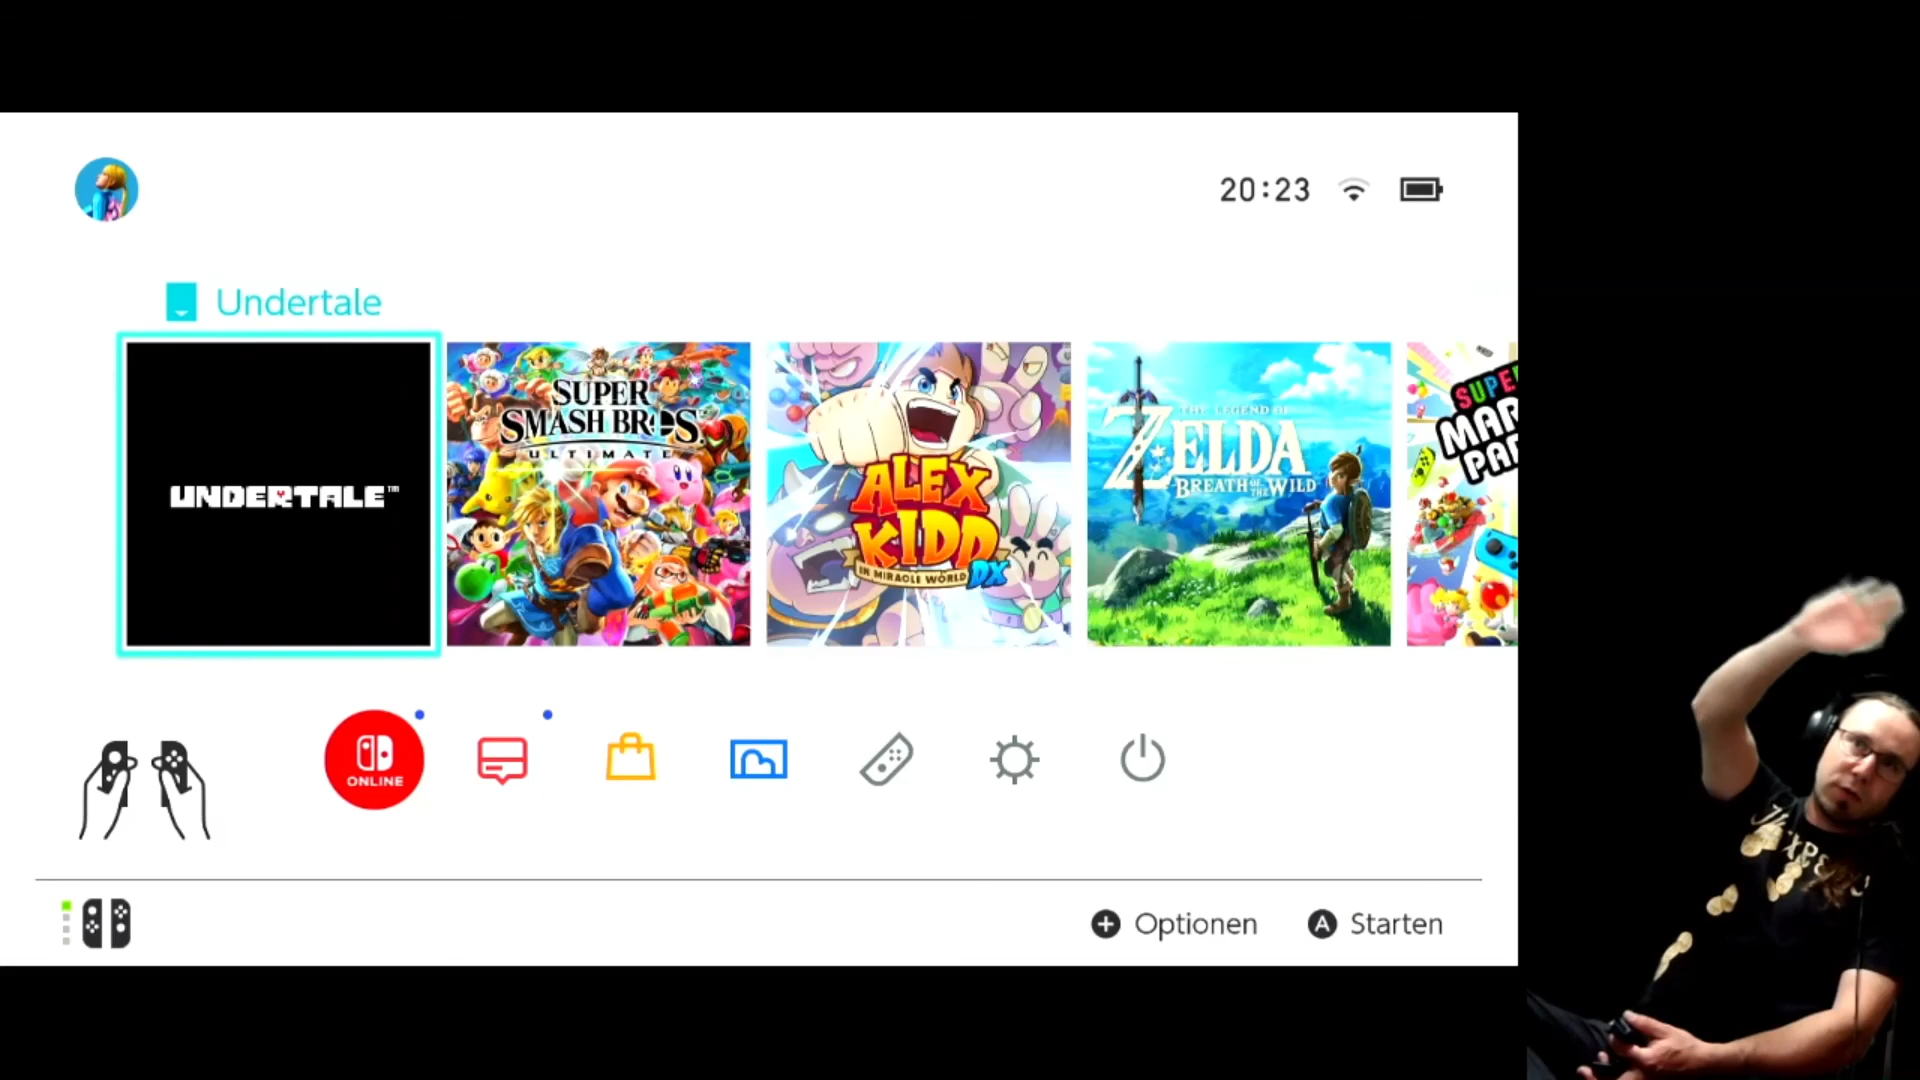 20:23
Undertale
UNDERTALE™
SUPER
SMASH BROS.
ULTIMATE
ALEX
KIDD
IN MIRACLE WORLD DX
THE LEGEND OF
ZELDA
BREATH OF THE WILD
ONLINE
Optionen
A Starten